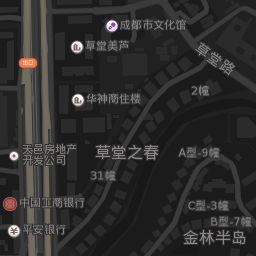 成都市文化馆
草堂美芦
草堂路
出口
华神商住楼
2幢
天邑房地产
开发公司
草堂之春
A型-9幢
31幢
中国工商银行
C型-3幢
B型-7幢
平安银行
金林半岛